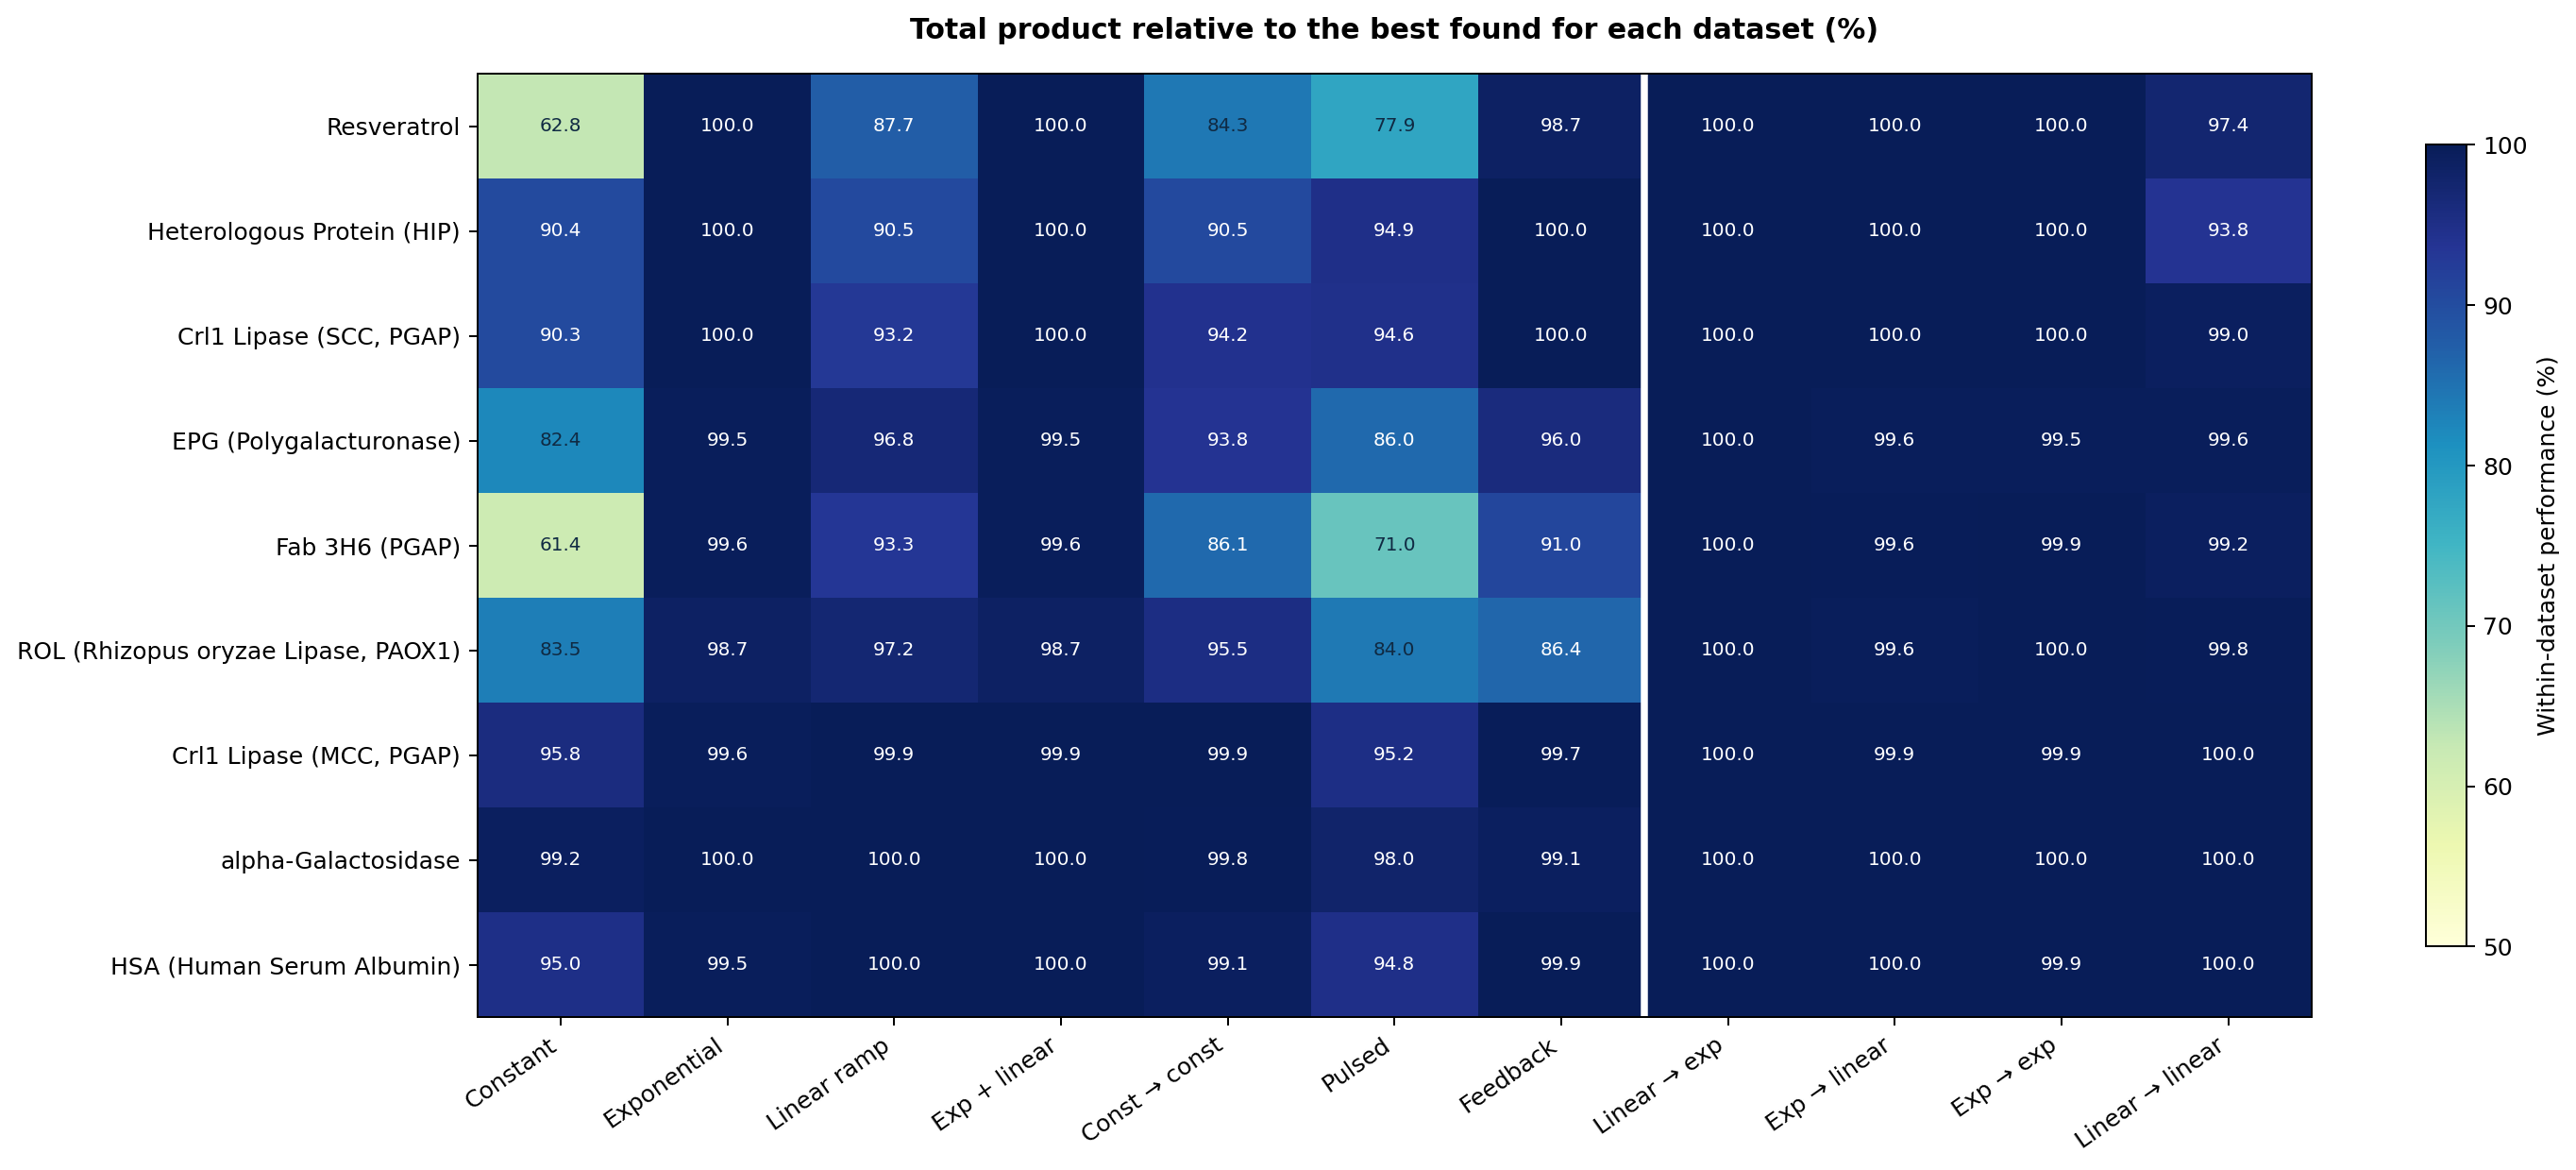 Total product relative to the best found for each dataset (%)
Resveratrol 62.8 100.0 87.7 100.0 84.3 77.9 98.7 100.0 100.0 100.0 97.4
Heterologous Protein (HIP) 90.4 100.0 90.5 100.0 90.5 94.9 100.0 100.0 100.0 100.0 93.8
Crl1 Lipase (SCC, PGAP) 90.3 100.0 93.2 100.0 94.2 94.6 100.0 100.0 100.0 100.0 99.0
EPG (Polygalacturonase) 82.4 99.5 96.8 99.5 93.8 86.0 96.0 100.0 99.6 99.5 99.6
Fab 3H6 (PGAP) 61.4 99.6 93.3 99.6 86.1 71.0 91.0 100.0 99.6 99.9 99.2
ROL (Rhizopus oryzae Lipase, PAOX1) 83.5 98.7 97.2 98.7 95.5 84.0 86.4 100.0 99.6 100.0 99.8
Crl1 Lipase (MCC, PGAP) 95.8 99.6 99.9 99.9 99.9 95.2 99.7 100.0 99.9 99.9 100.0
alpha-Galactosidase 99.2 100.0 100.0 100.0 99.8 98.0 99.1 100.0 100.0 100.0 100.0
HSA (Human Serum Albumin) 95.0 99.5 100.0 100.0 99.1 94.8 99.9 100.0 100.0 99.9 100.0
Constant
Exponential
Linear ramp
Exp + linear
Const → const
Pulsed
Feedback
Linear → exp
Exp → linear
Exp → exp
Linear → linear
100
90
80
70
60
50
Within-dataset performance (%)